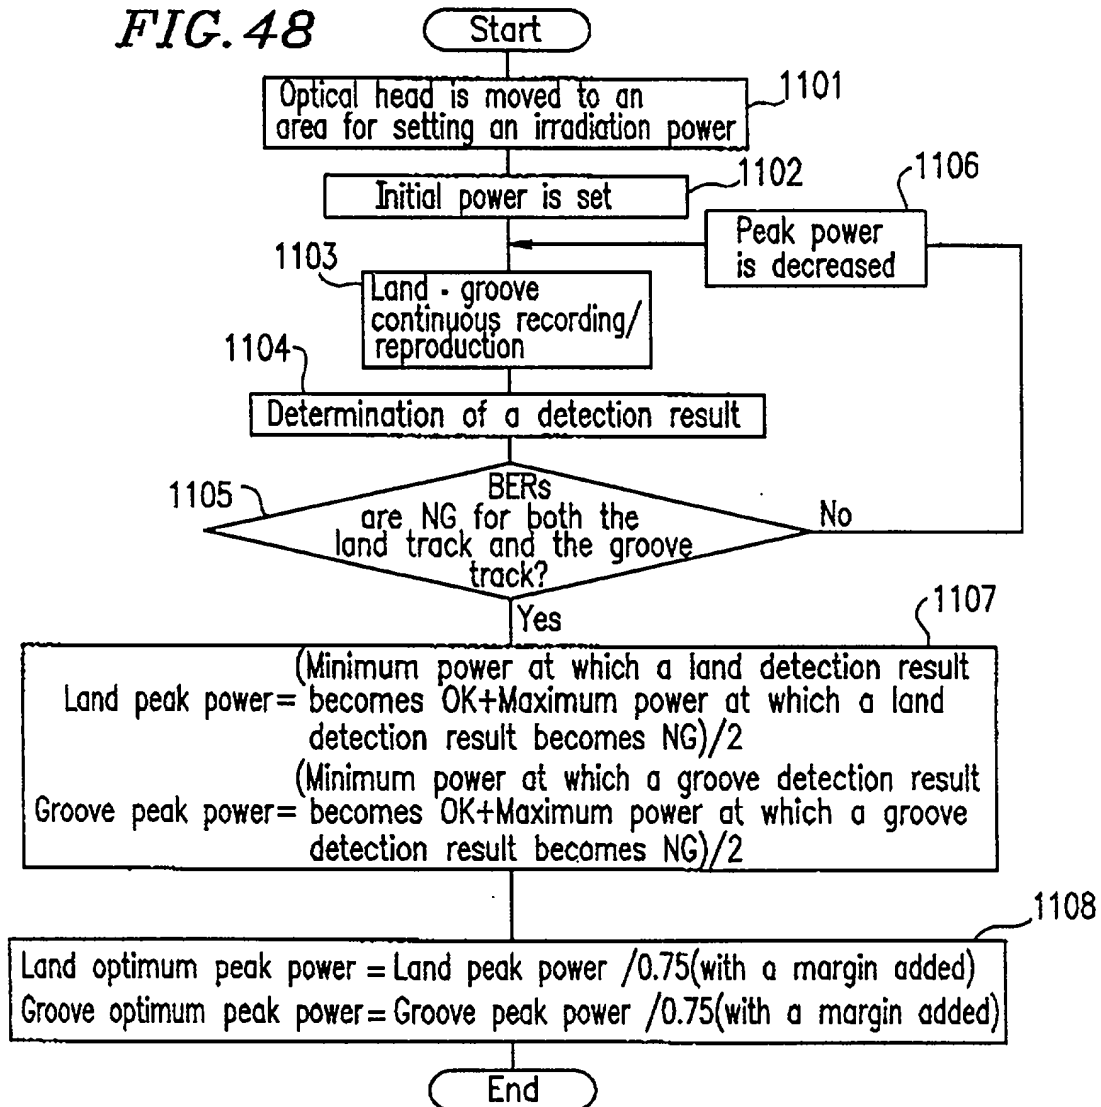 FIG. 48
Start
1101
Optical head is moved to an
area for setting an irradiation power
1102
Initial power is set
1106
Peak power
is decreased
1103
Land - groove
continuous recording/
reproduction
1104
Determination of a detection result
1105
BERs
are NG for both the
land track and the groove
track?
No
Yes
1107
(Minimum power at which a land detection result
Land peak power= becomes OK+Maximum power at which a land
detection result becomes NG)/2
(Minimum power at which a groove detection result
Groove peak power= becomes OK+Maximum power at which a groove
detection result becomes NG)/2
1108
Land optimum peak power = Land peak power /0.75(with a margin added)
Groove optimum peak power= Groove peak power /0.75(with a margin added)
End